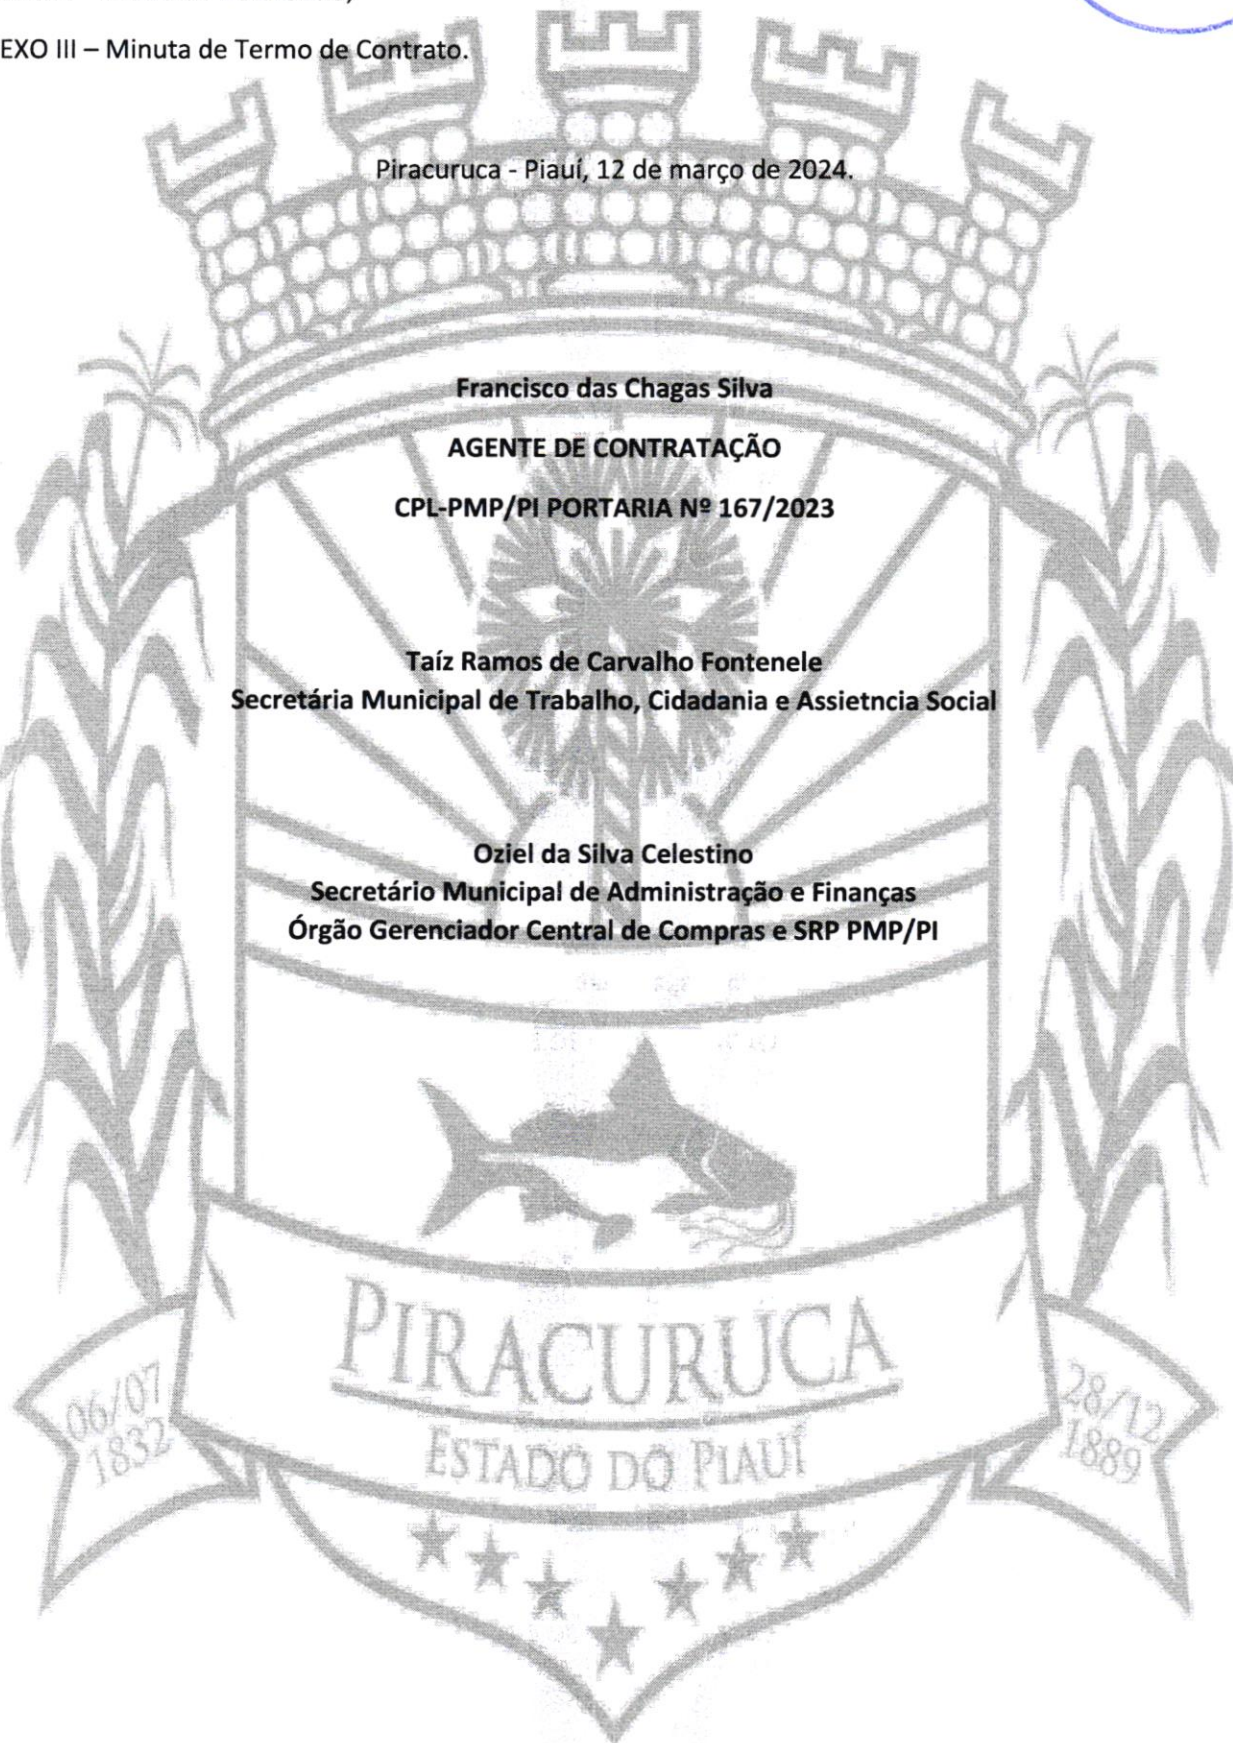 EXO III – Minuta de Termo de Contrato.
Piracuruca - Piauí, 12 de março de 2024.
Francisco das Chagas Silva
AGENTE DE CONTRATAÇÃO
CPL-PMP/PI PORTARIA Nº 167/2023
Taíz Ramos de Carvalho Fontenele
Secretária Municipal de Trabalho, Cidadania e Assietncia Social
Oziel da Silva Celestino
Secretário Municipal de Administração e Finanças
Órgão Gerenciador Central de Compras e SRP PMP/PI
PIRACURUCA
06/07
1832
28/12
1889
ESTADO DO PIAUÍ